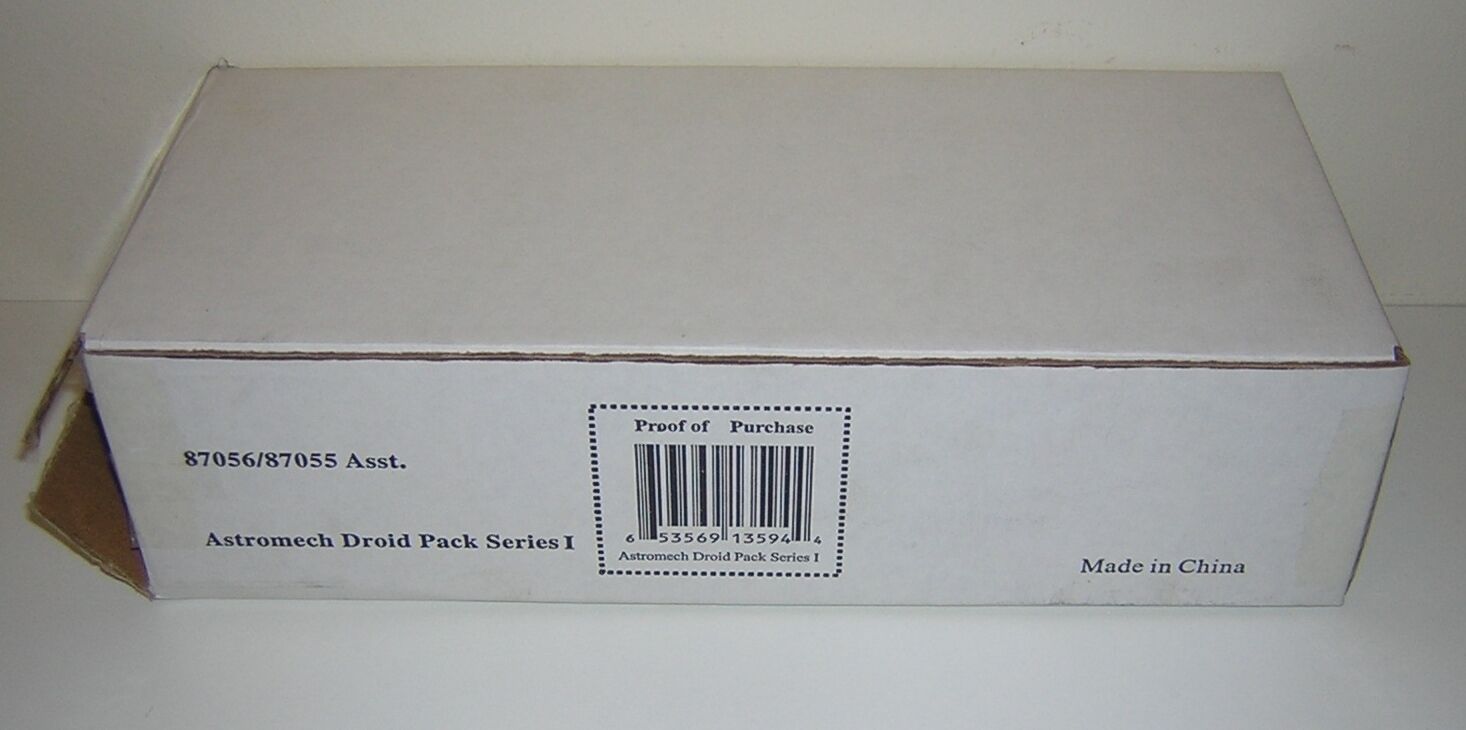 87056/87055 Asst.
Astromech Droid Pack Series I
Proof of Purchase
6 53569 13594 4
Astromech Droid Pack Series I
Made in China